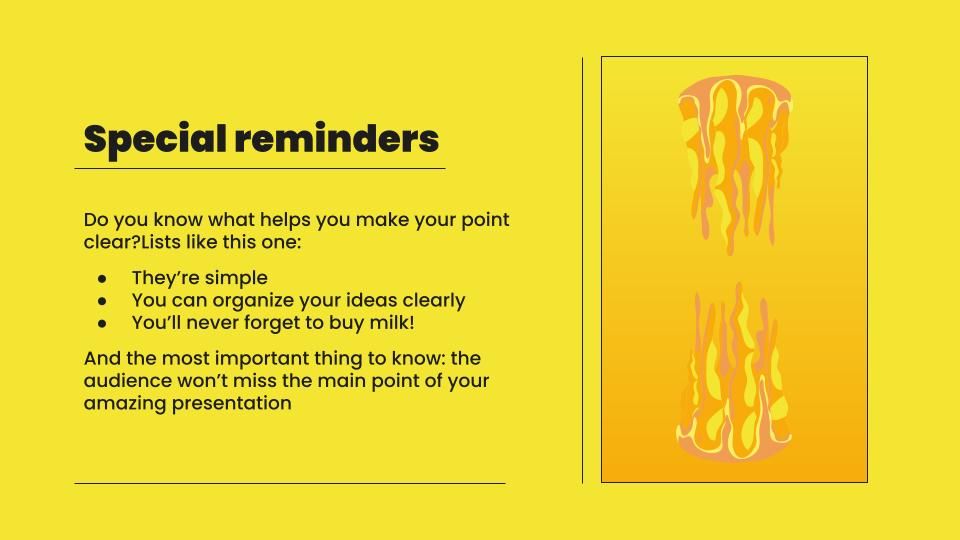 Special reminders
Do you know what helps you make your point
clear?Lists like this one:
● They’re simple
● You can organize your ideas clearly
● You’ll never forget to buy milk!
And the most important thing to know: the
audience won’t miss the main point of your
amazing presentation